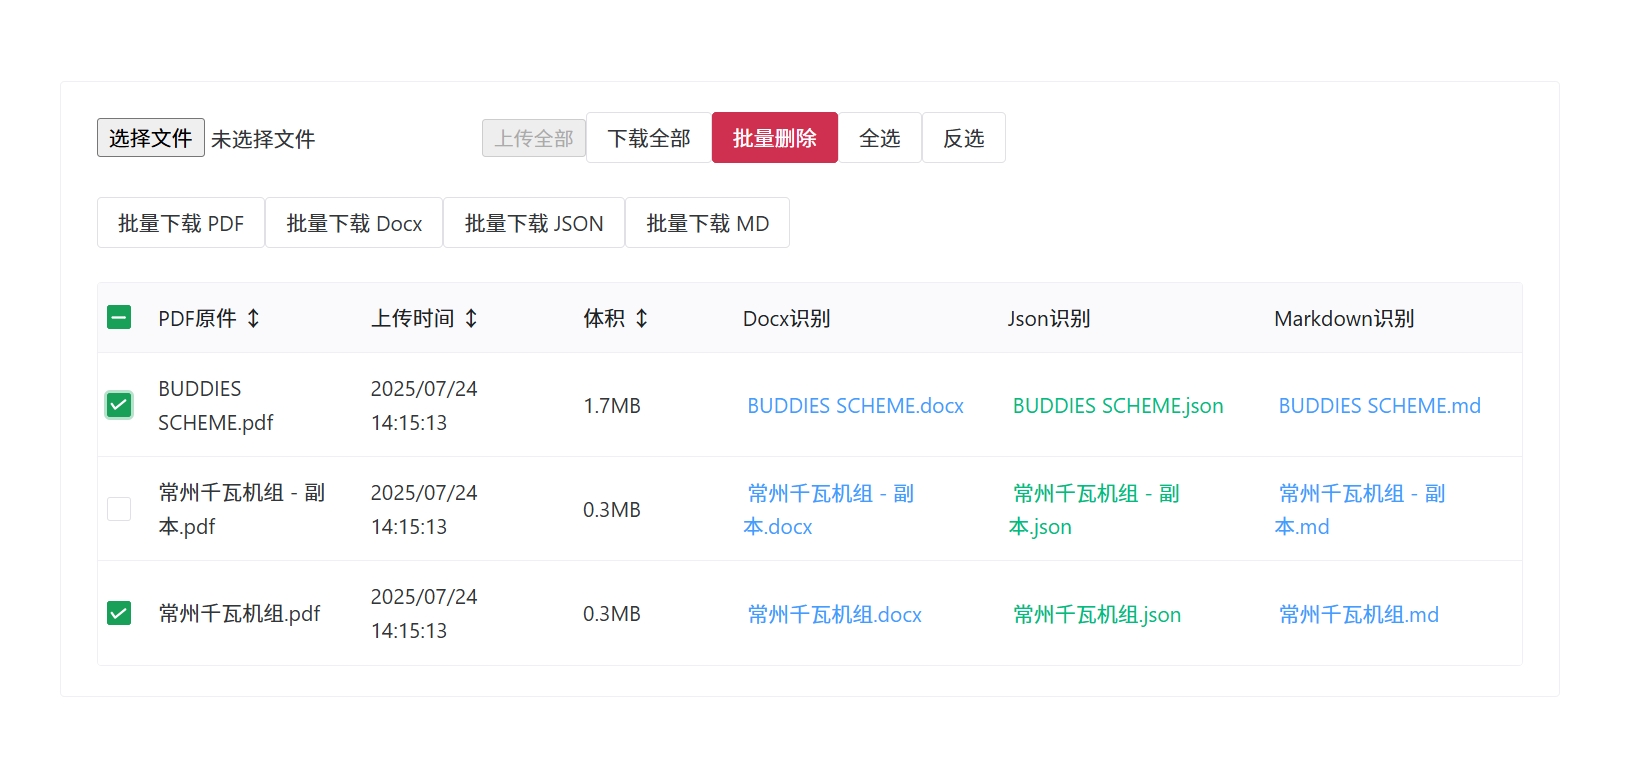 选择文件 未选择文件 上传全部 下载全部 批量删除 全选 反选
批量下载 PDF 批量下载 Docx 批量下载 JSON 批量下载 MD
PDF原件 上传时间 体积 Docx识别 Json识别 Markdown识别
BUDDIES
SCHEME.pdf
2025/07/24
14:15:13
1.7MB
BUDDIES SCHEME.docx
BUDDIES SCHEME.json
BUDDIES SCHEME.md
常州千瓦机组 - 副
本.pdf
2025/07/24
14:15:13
0.3MB
常州千瓦机组 - 副
本.docx
常州千瓦机组 - 副
本.json
常州千瓦机组 - 副
本.md
常州千瓦机组.pdf
2025/07/24
14:15:13
0.3MB
常州千瓦机组.docx
常州千瓦机组.json
常州千瓦机组.md